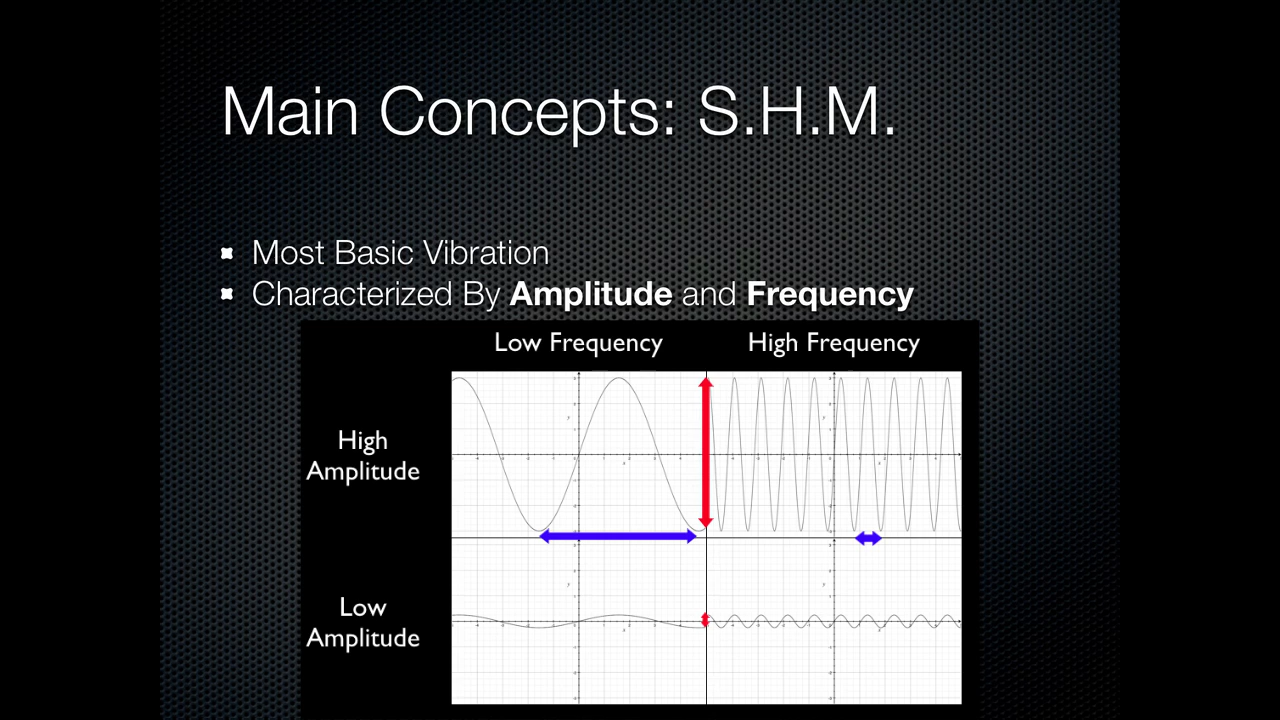 Main Concepts: S.H.M.
Most Basic Vibration
Characterized By Amplitude and Frequency
Low Frequency
High Frequency
High
Amplitude
Low
Amplitude